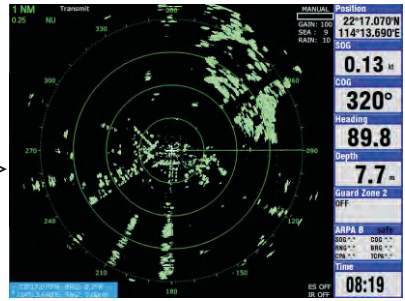 1 NM
Transmit
0.25
NU
MANUAL
GAIN: 100
SEA : 9
RAIN: 10
000
330
060
300
270
090
240
120
210
150
180
ES OFF
IR OFF
Position
22°17.070'N
114°13.690'E
SOG
0.13
COG
320°
Heading
89.8
Depth
7.7 m
Guard Zone 2
OFF
ARPA 8 safe
SOG *.* COG *.*
RNG*.* BRG *.*
CPA *.* TCPA*.*
Time
08:19